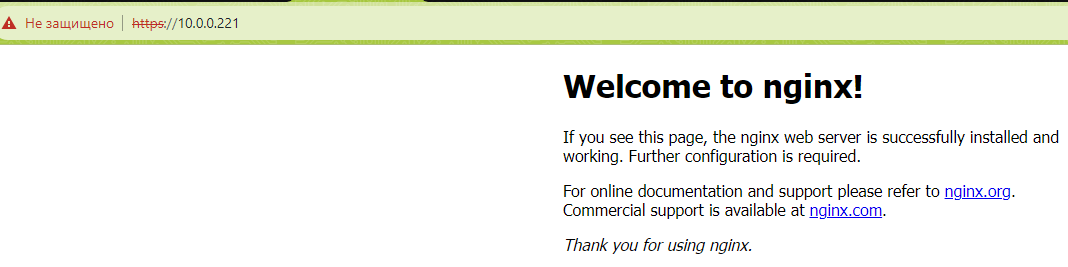 Не защищено https://10.0.0.221
Welcome to nginx!
If you see this page, the nginx web server is successfully installed and
working. Further configuration is required.
For online documentation and support please refer to nginx.org.
Commercial support is available at nginx.com.
Thank you for using nginx.